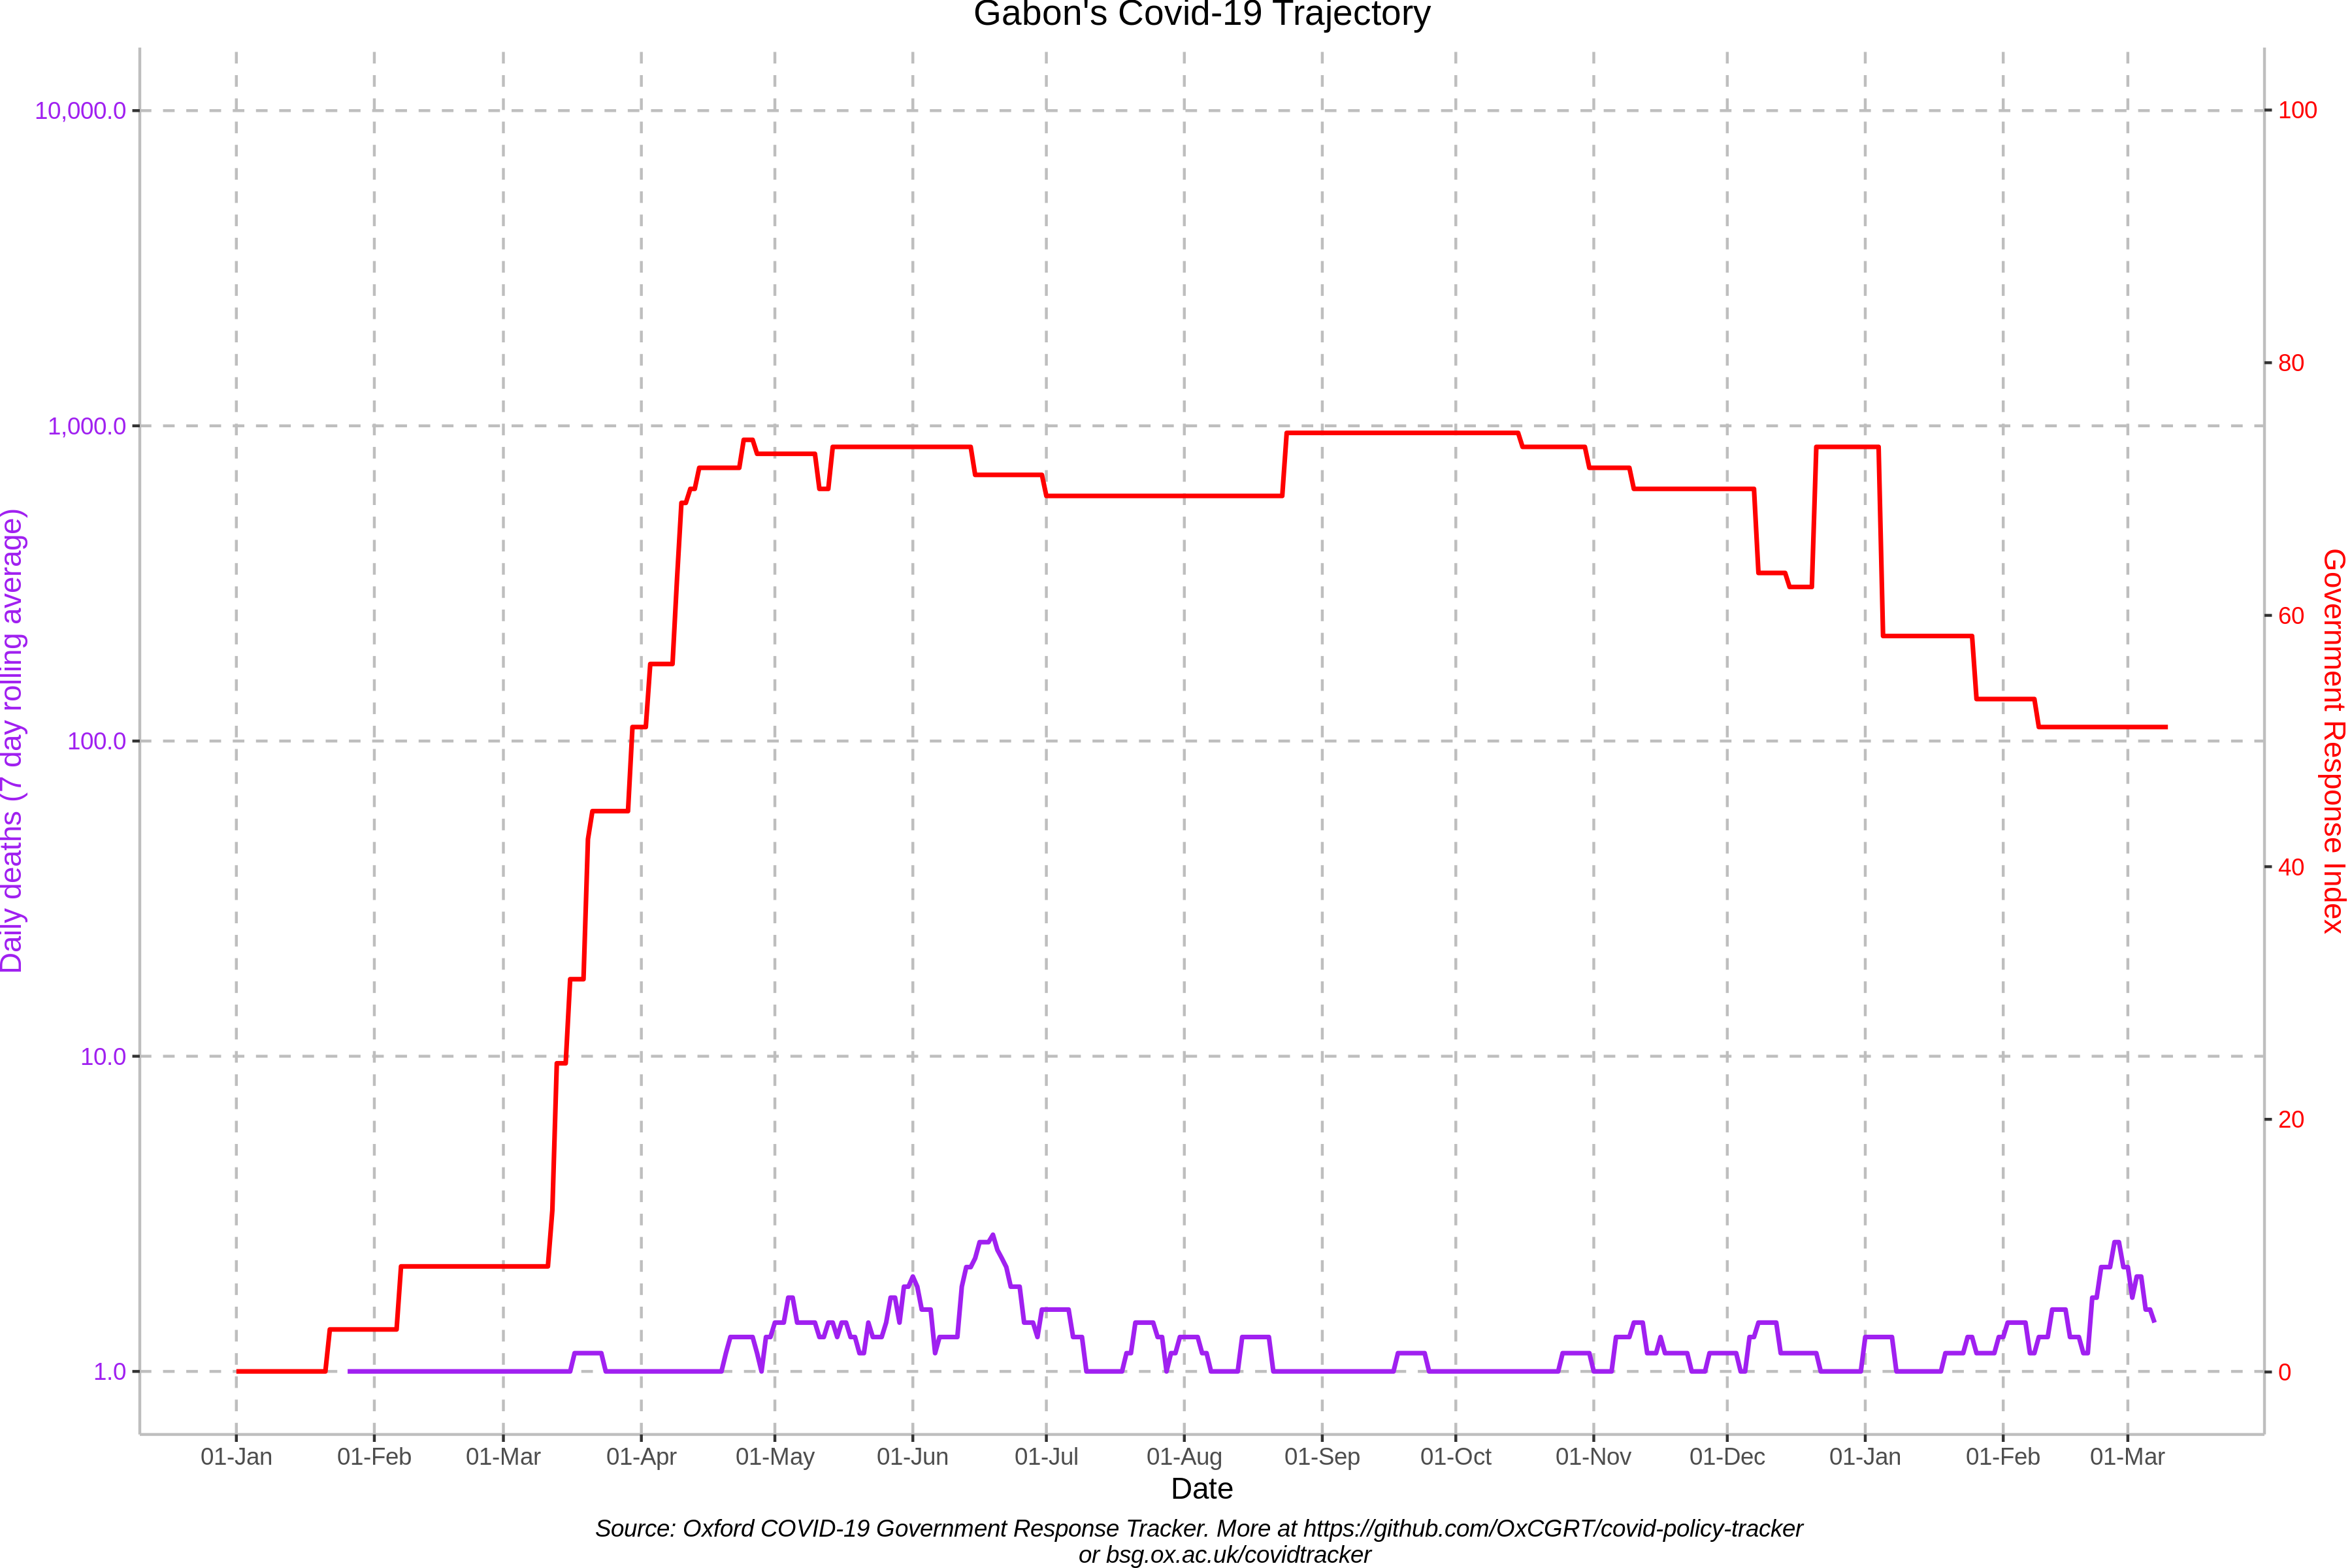 Gabon's Covid-19 Trajectory
10,000.0
1,000.0
100.0
10.0
1.0
Daily deaths (7 day rolling average)
100
80
60
40
20
0
Government Response Index
01-Jan 01-Feb 01-Mar 01-Apr 01-May 01-Jun 01-Jul 01-Aug 01-Sep 01-Oct 01-Nov 01-Dec 01-Jan 01-Feb 01-Mar
Date
Source: Oxford COVID-19 Government Response Tracker. More at https://github.com/OxCGRT/covid-policy-tracker
or bsg.ox.ac.uk/covidtracker